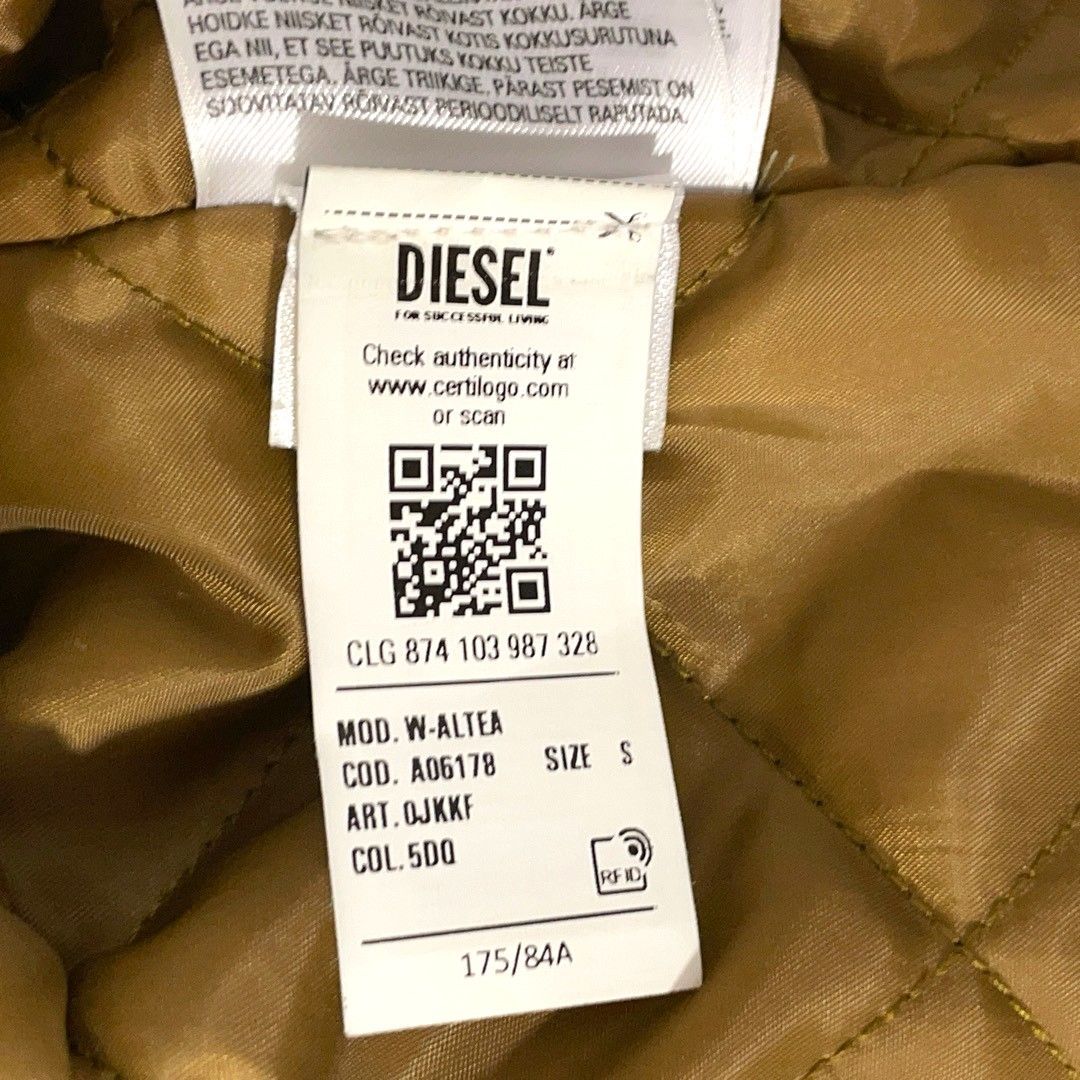 HOIDKE NIISKET RÕIVAST KOTIS KOKKUSURUTUNA
EGA NII, ET SEE PUUTUKS KOKKU TEISTE
ESEMETEGA. ÄRGE TRIIKIGE. PÄRAST PESEMIST ON
SOOVITATAV RÕIVAST PERIOODILISELT RAPUTADA.
DIESEL
FOR SUCCESSFUL LIVING
Check authenticity at
www.certilogo.com
or scan
CLG 874 103 987 328
MOD. W-ALTEA
COD. A06178 SIZE S
ART. 0JKKF
COL. 5DQ
RFID
175/84A